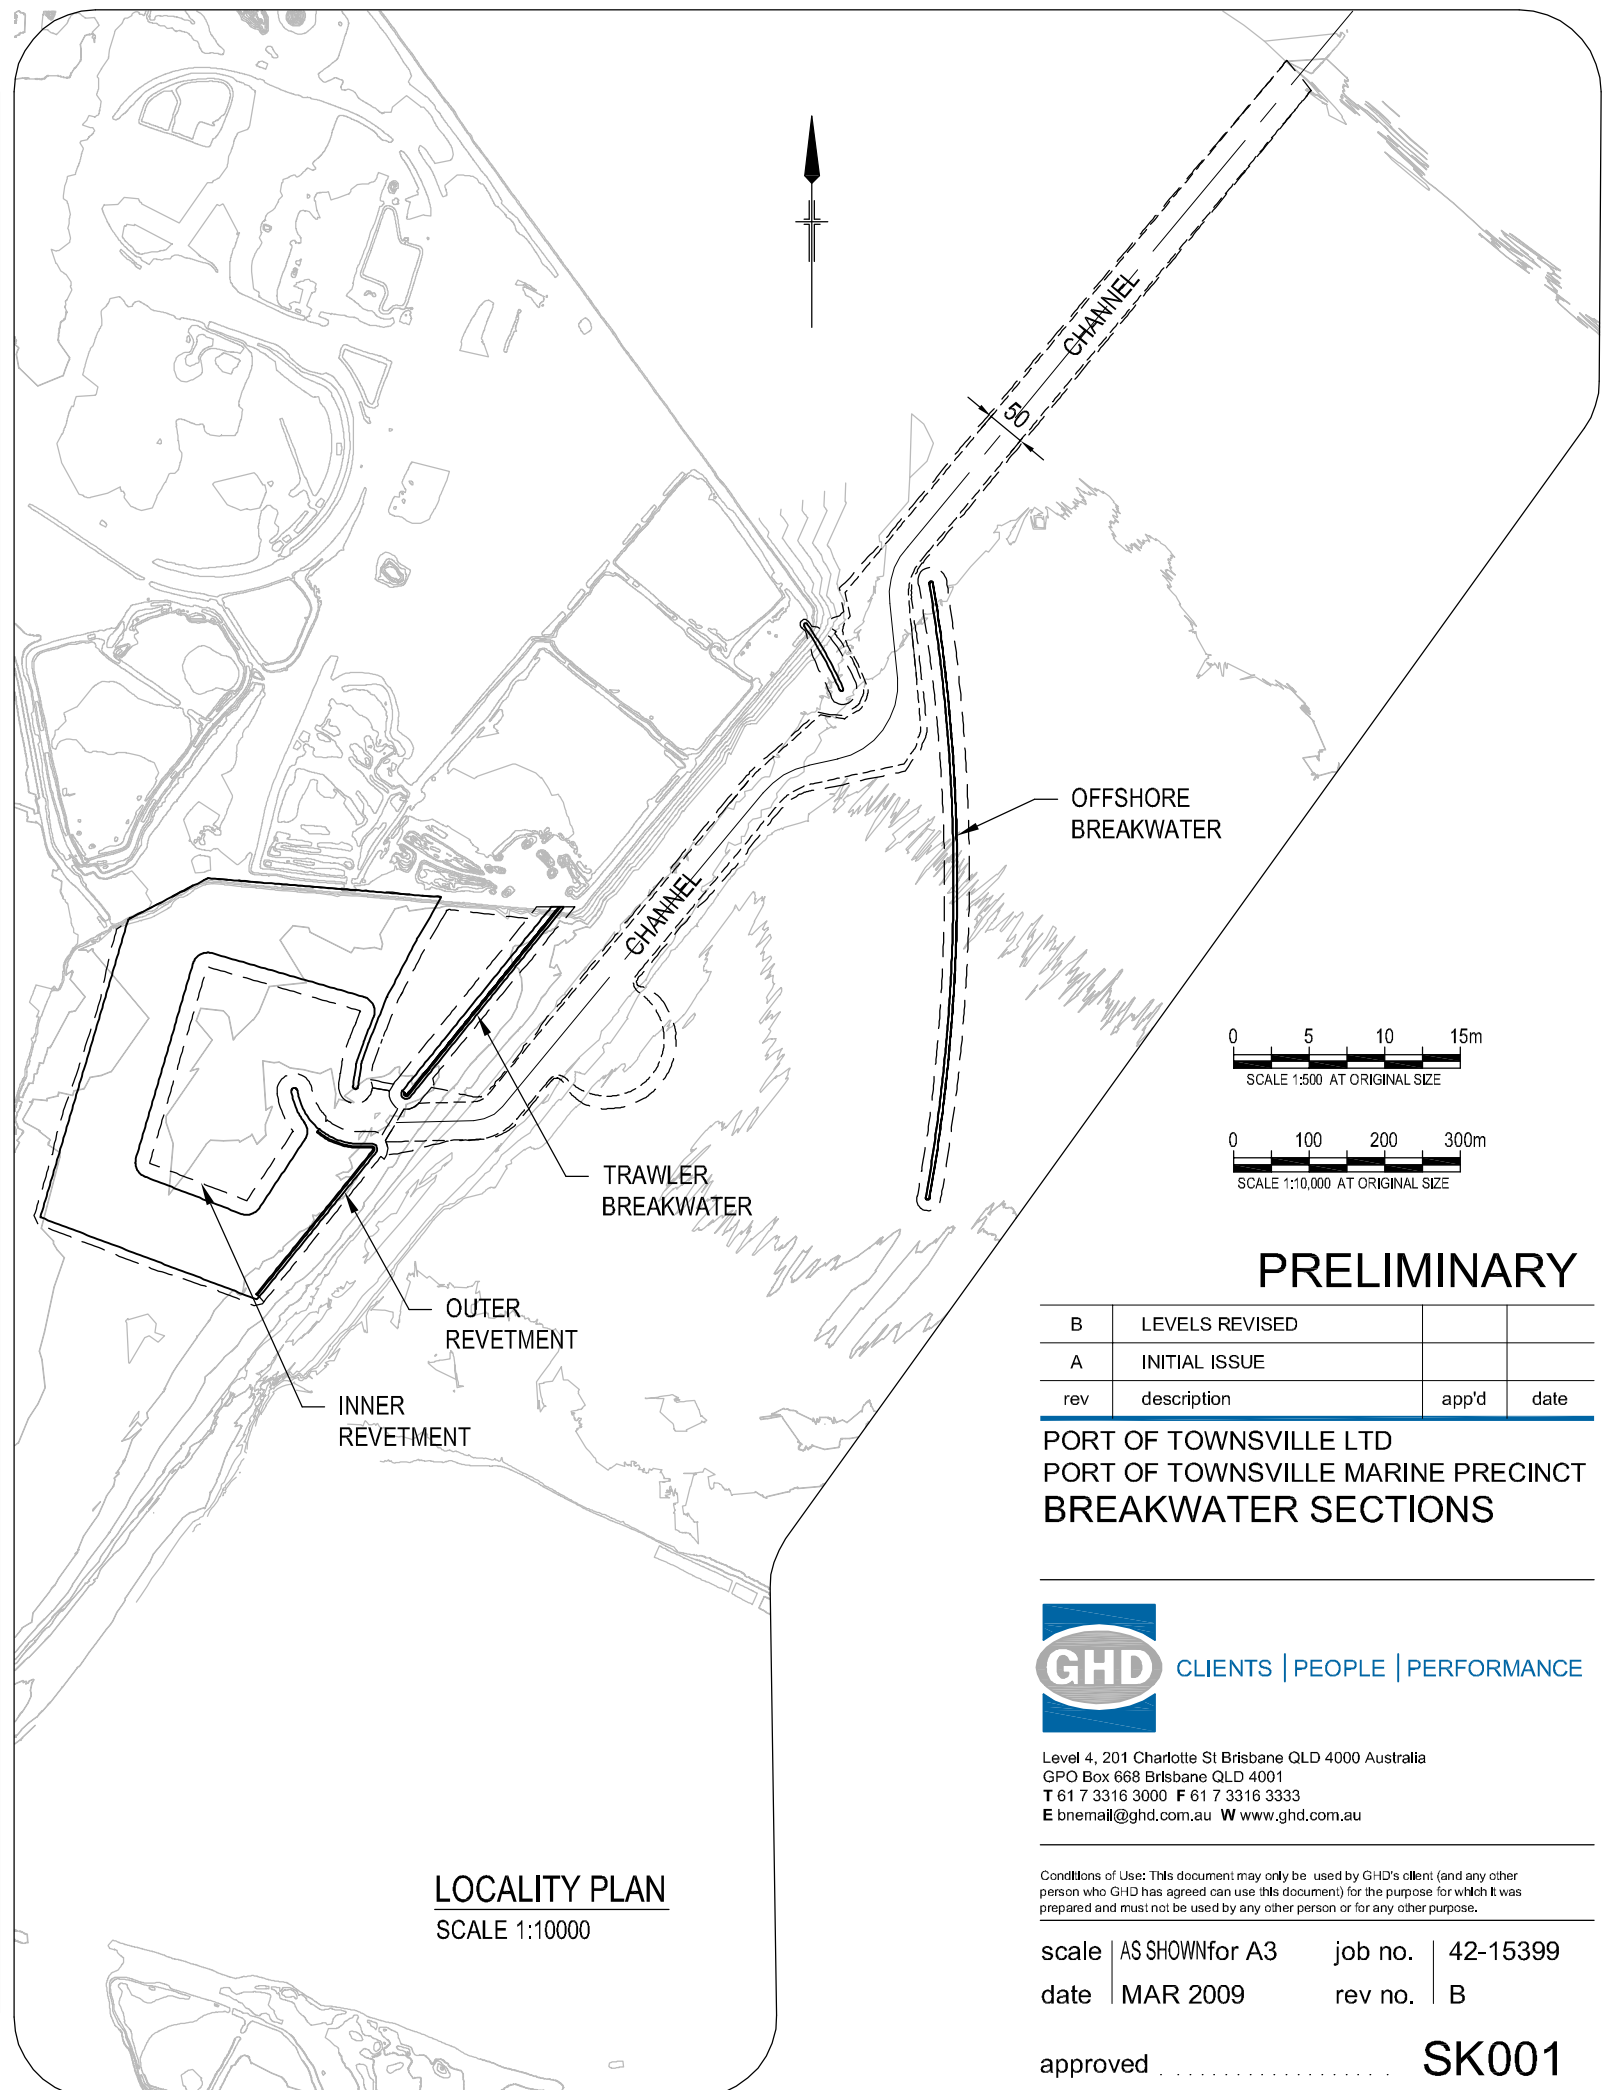 CHANNEL
50
OFFSHORE
BREAKWATER
CHANNEL
0 5 10 15m
SCALE 1:500 AT ORIGINAL SIZE
0 100 200 300m
SCALE 1:10,000 AT ORIGINAL SIZE
TRAWLER
BREAKWATER
OUTER
REVETMENT
INNER
REVETMENT
PRELIMINARY
B LEVELS REVISED
A INITIAL ISSUE
rev description app'd date
PORT OF TOWNSVILLE LTD
PORT OF TOWNSVILLE MARINE PRECINCT
BREAKWATER SECTIONS
GHD CLIENTS | PEOPLE | PERFORMANCE
Level 4, 201 Charlotte St Brisbane QLD 4000 Australia
GPO Box 668 Brisbane QLD 4001
T 61 7 3316 3000 F 61 7 3316 3333
E bnemail@ghd.com.au W www.ghd.com.au
LOCALITY PLAN
SCALE 1:10000
Conditions of Use: This document may only be used by GHD's client (and any other
person who GHD has agreed can use this document) for the purpose for which it was
prepared and must not be used by any other person or for any other purpose.
scale AS SHOWN for A3 job no. 42-15399
date MAR 2009 rev no. B
approved . . . . . . . . . . . . . . . . . . SK001